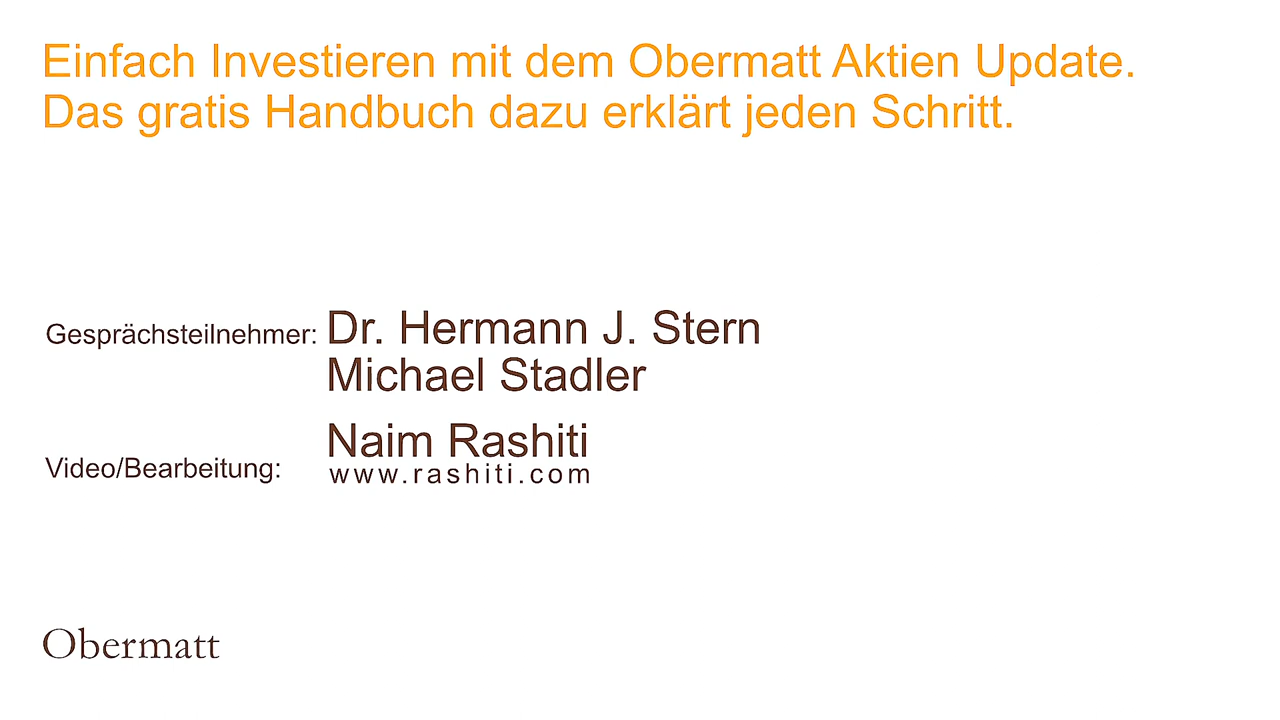 Einfach Investieren mit dem Obermatt Aktien Update.
Das gratis Handbuch dazu erklärt jeden Schritt.
Gesprächsteilnehmer: Dr. Hermann J. Stern
Michael Stadler
Naim Rashiti
Video/Bearbeitung: www.rashiti.com
Obermatt